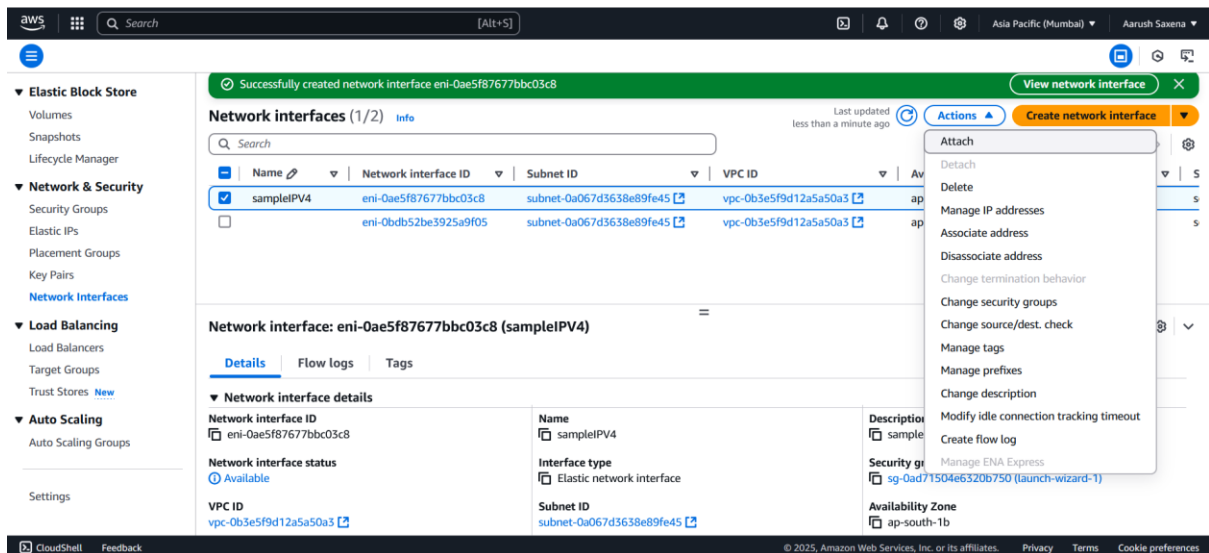 aws Search [Alt+S] Asia Pacific (Mumbai) Aarush Saxena
Successfully created network interface eni-0ae5f87677bbc03c8 View network interface
Elastic Block Store
Volumes
Snapshots
Lifecycle Manager
Network & Security
Security Groups
Elastic IPs
Placement Groups
Key Pairs
Network Interfaces
Load Balancing
Load Balancers
Target Groups
Trust Stores New
Auto Scaling
Auto Scaling Groups
Settings
Network interfaces (1/2) Info
Last updated
less than a minute ago
Actions Create network interface
Search
Name Network interface ID Subnet ID VPC ID Av S
sampleIPV4 eni-0ae5f87677bbc03c8 subnet-0a067d3638e89fe45 vpc-0b3e5f9d12a5a50a3 ap s
eni-0bdb52be3925a9f05 subnet-0a067d3638e89fe45 vpc-0b3e5f9d12a5a50a3 ap s
Attach
Detach
Delete
Manage IP addresses
Associate address
Disassociate address
Change termination behavior
Change security groups
Change source/dest. check
Manage tags
Manage prefixes
Change description
Modify idle connection tracking timeout
Create flow log
Manage ENA Express
Network interface: eni-0ae5f87677bbc03c8 (sampleIPV4)
Details Flow logs Tags
Network interface details
Network interface ID Name Description
eni-0ae5f87677bbc03c8 sampleIPV4 sample
Network interface status Interface type Security gr
Available Elastic network interface sg-0ad71504e6320b750 (launch-wizard-1)
VPC ID Subnet ID Availability Zone
vpc-0b3e5f9d12a5a50a3 subnet-0a067d3638e89fe45 ap-south-1b
CloudShell Feedback © 2025, Amazon Web Services, Inc. or its affiliates. Privacy Terms Cookie preferences